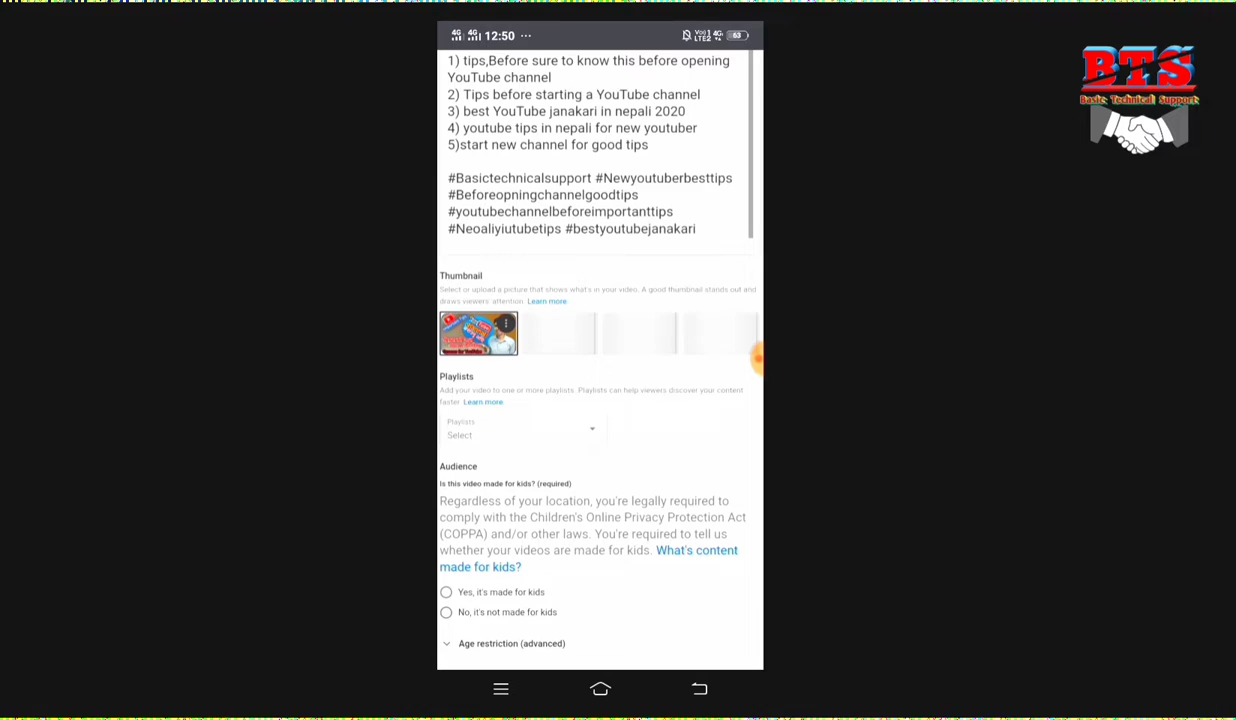 4G 4G 12:50 ...
Vo) 1 LTE2 4G 63
BTS
Basic Technical Support
1) tips,Before sure to know this before opening
YouTube channel
2) Tips before starting a YouTube channel
3) best YouTube janakari in nepali 2020
4) youtube tips in nepali for new youtuber
5)start new channel for good tips
#Basictechnicalsupport #Newyoutuberbesttips
#Beforeopningchannelgoodtips
#youtubechannelbeforeimportanttips
#Neoaliyiutubetips #bestyoutubejanakari
Thumbnail
Select or upload a picture that shows what's in your video. A good thumbnail stands out and
draws viewers' attention. Learn more
Playlists
Add your video to one or more playlists. Playlists can help viewers discover your content
faster. Learn more
Playlists
Select
Audience
Is this video made for kids? (required)
Regardless of your location, you're legally required to
comply with the Children's Online Privacy Protection Act
(COPPA) and/or other laws. You're required to tell us
whether your videos are made for kids. What's content
made for kids?
Yes, it's made for kids
No, it's not made for kids
Age restriction (advanced)